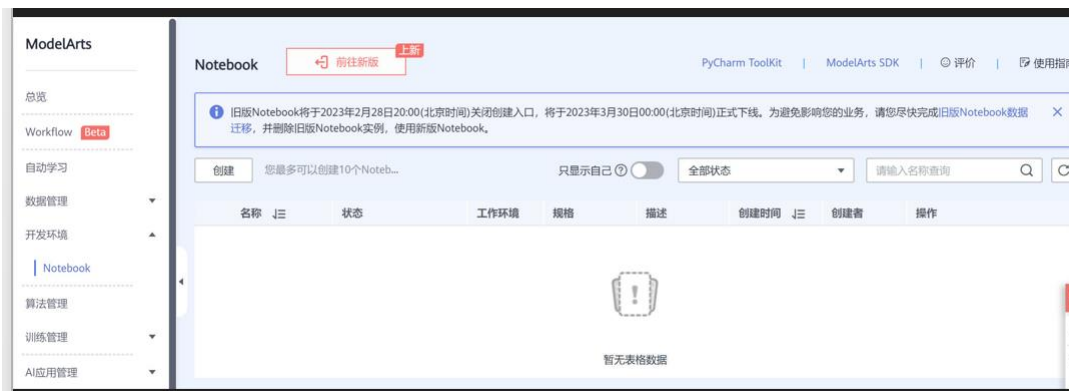 ModelArts
总览
Workflow Beta
自动学习
数据管理
开发环境
Notebook
算法管理
训练管理
AI应用管理
Notebook 前往新版 上新 PyCharm ToolKit | ModelArts SDK | 评价 | 使用指南
旧版Notebook将于2023年2月28日20:00(北京时间)关闭创建入口，将于2023年3月30日00:00(北京时间)正式下线。为避免影响您的业务，请您尽快完成旧版Notebook数据
迁移，并删除旧版Notebook实例，使用新版Notebook。
创建 您最多可以创建10个Noteb... 只显示自己 全部状态 请输入名称查询
名称 状态 工作环境 规格 描述 创建时间 创建者 操作
暂无表格数据